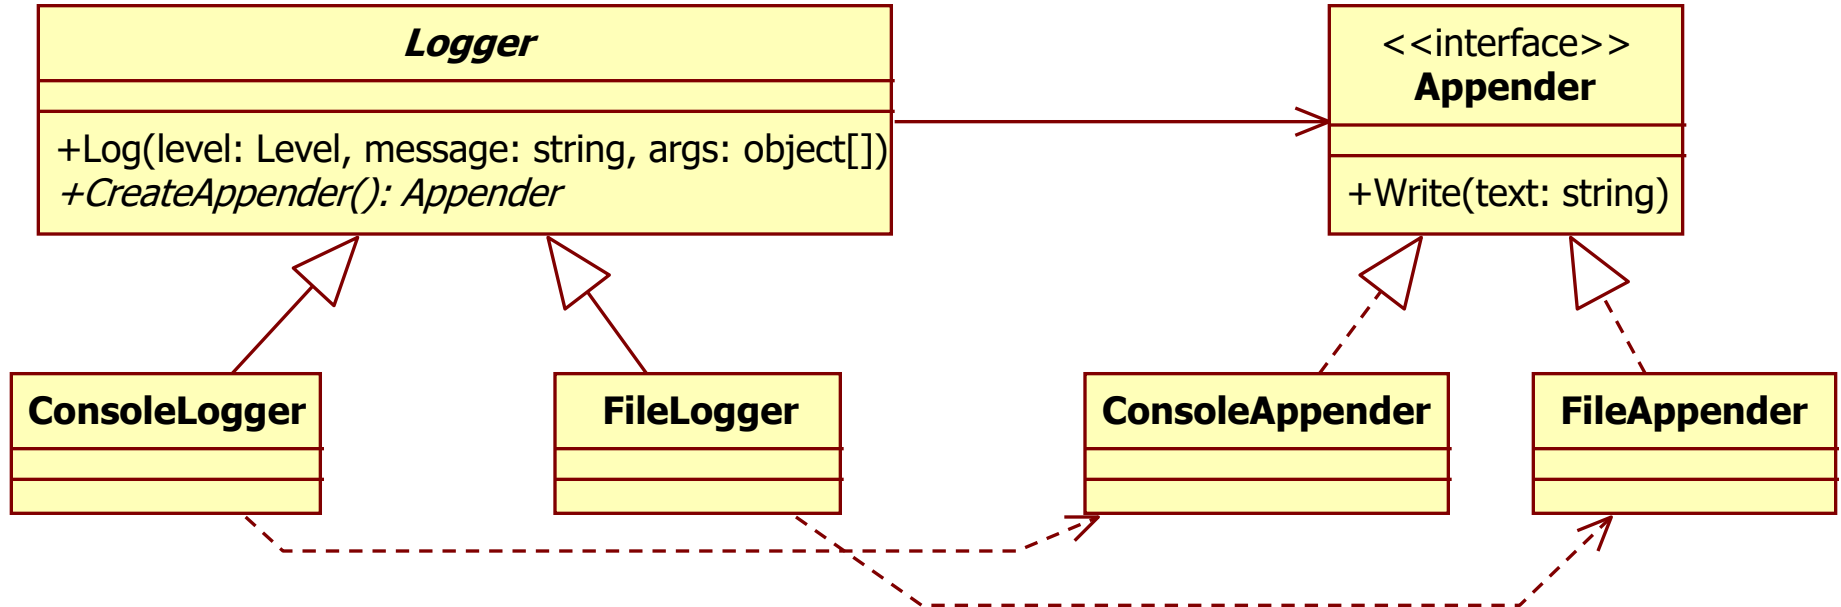 Logger
+Log(level: Level, message: string, args: object[])
+CreateAppender(): Appender
<<interface>>
Appender
+Write(text: string)
ConsoleLogger
FileLogger
ConsoleAppender
FileAppender